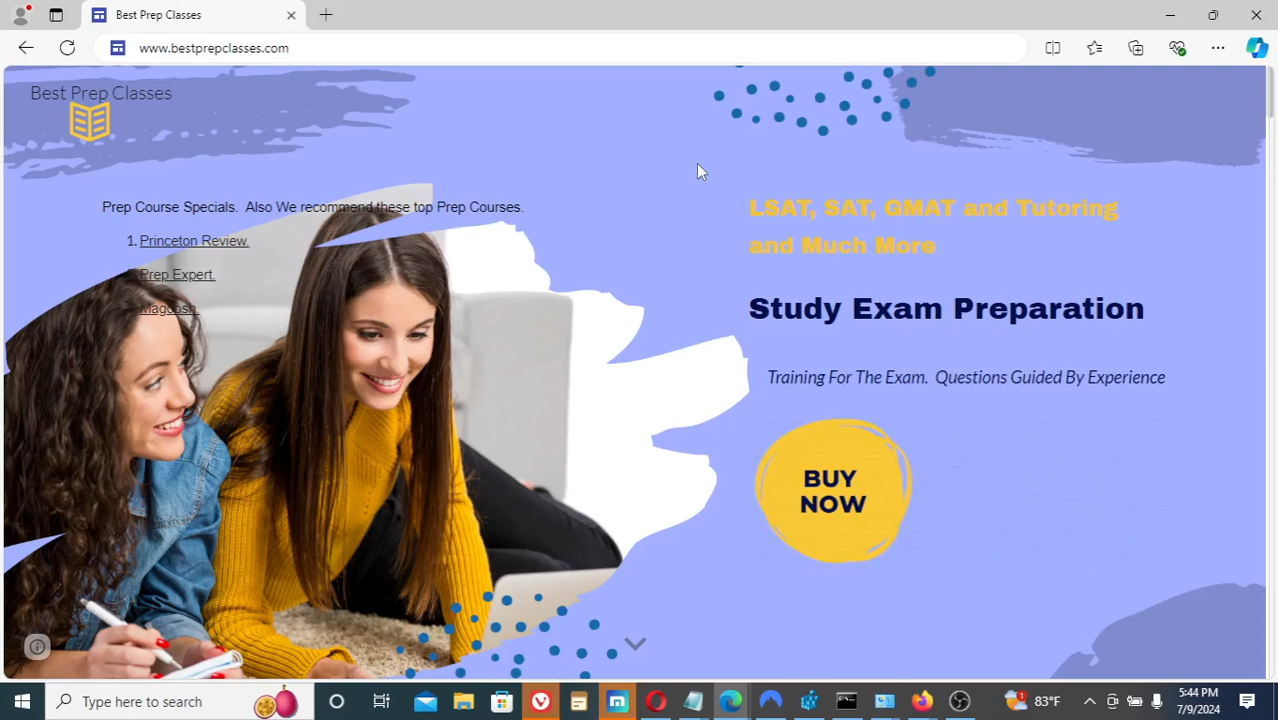 Best Prep Classes
www.bestprepclasses.com
Best Prep Classes
Prep Course Specials. Also We recommend these top Prep Courses.
1. Princeton Review.
Prep Expert.
Magoosh.
LSAT, SAT, GMAT and Tutoring
and Much More
Study Exam Preparation
Training For The Exam. Questions Guided By Experience
BUY
NOW
Type here to search
1
83°F
5:44 PM
7/9/2024